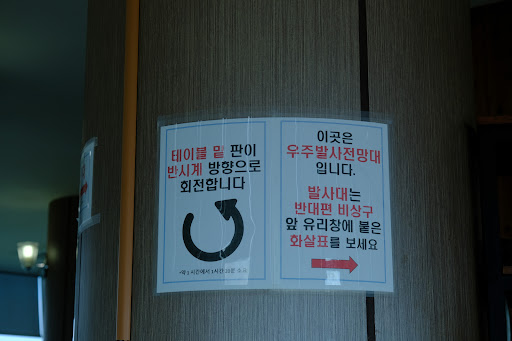 테이블 밑 판이
반시계 방향으로
회전합니다
이곳은
우주발사전망대
입니다.
발사대는
반대편 비상구
앞 유리창에 붙은
화살표를 보세요